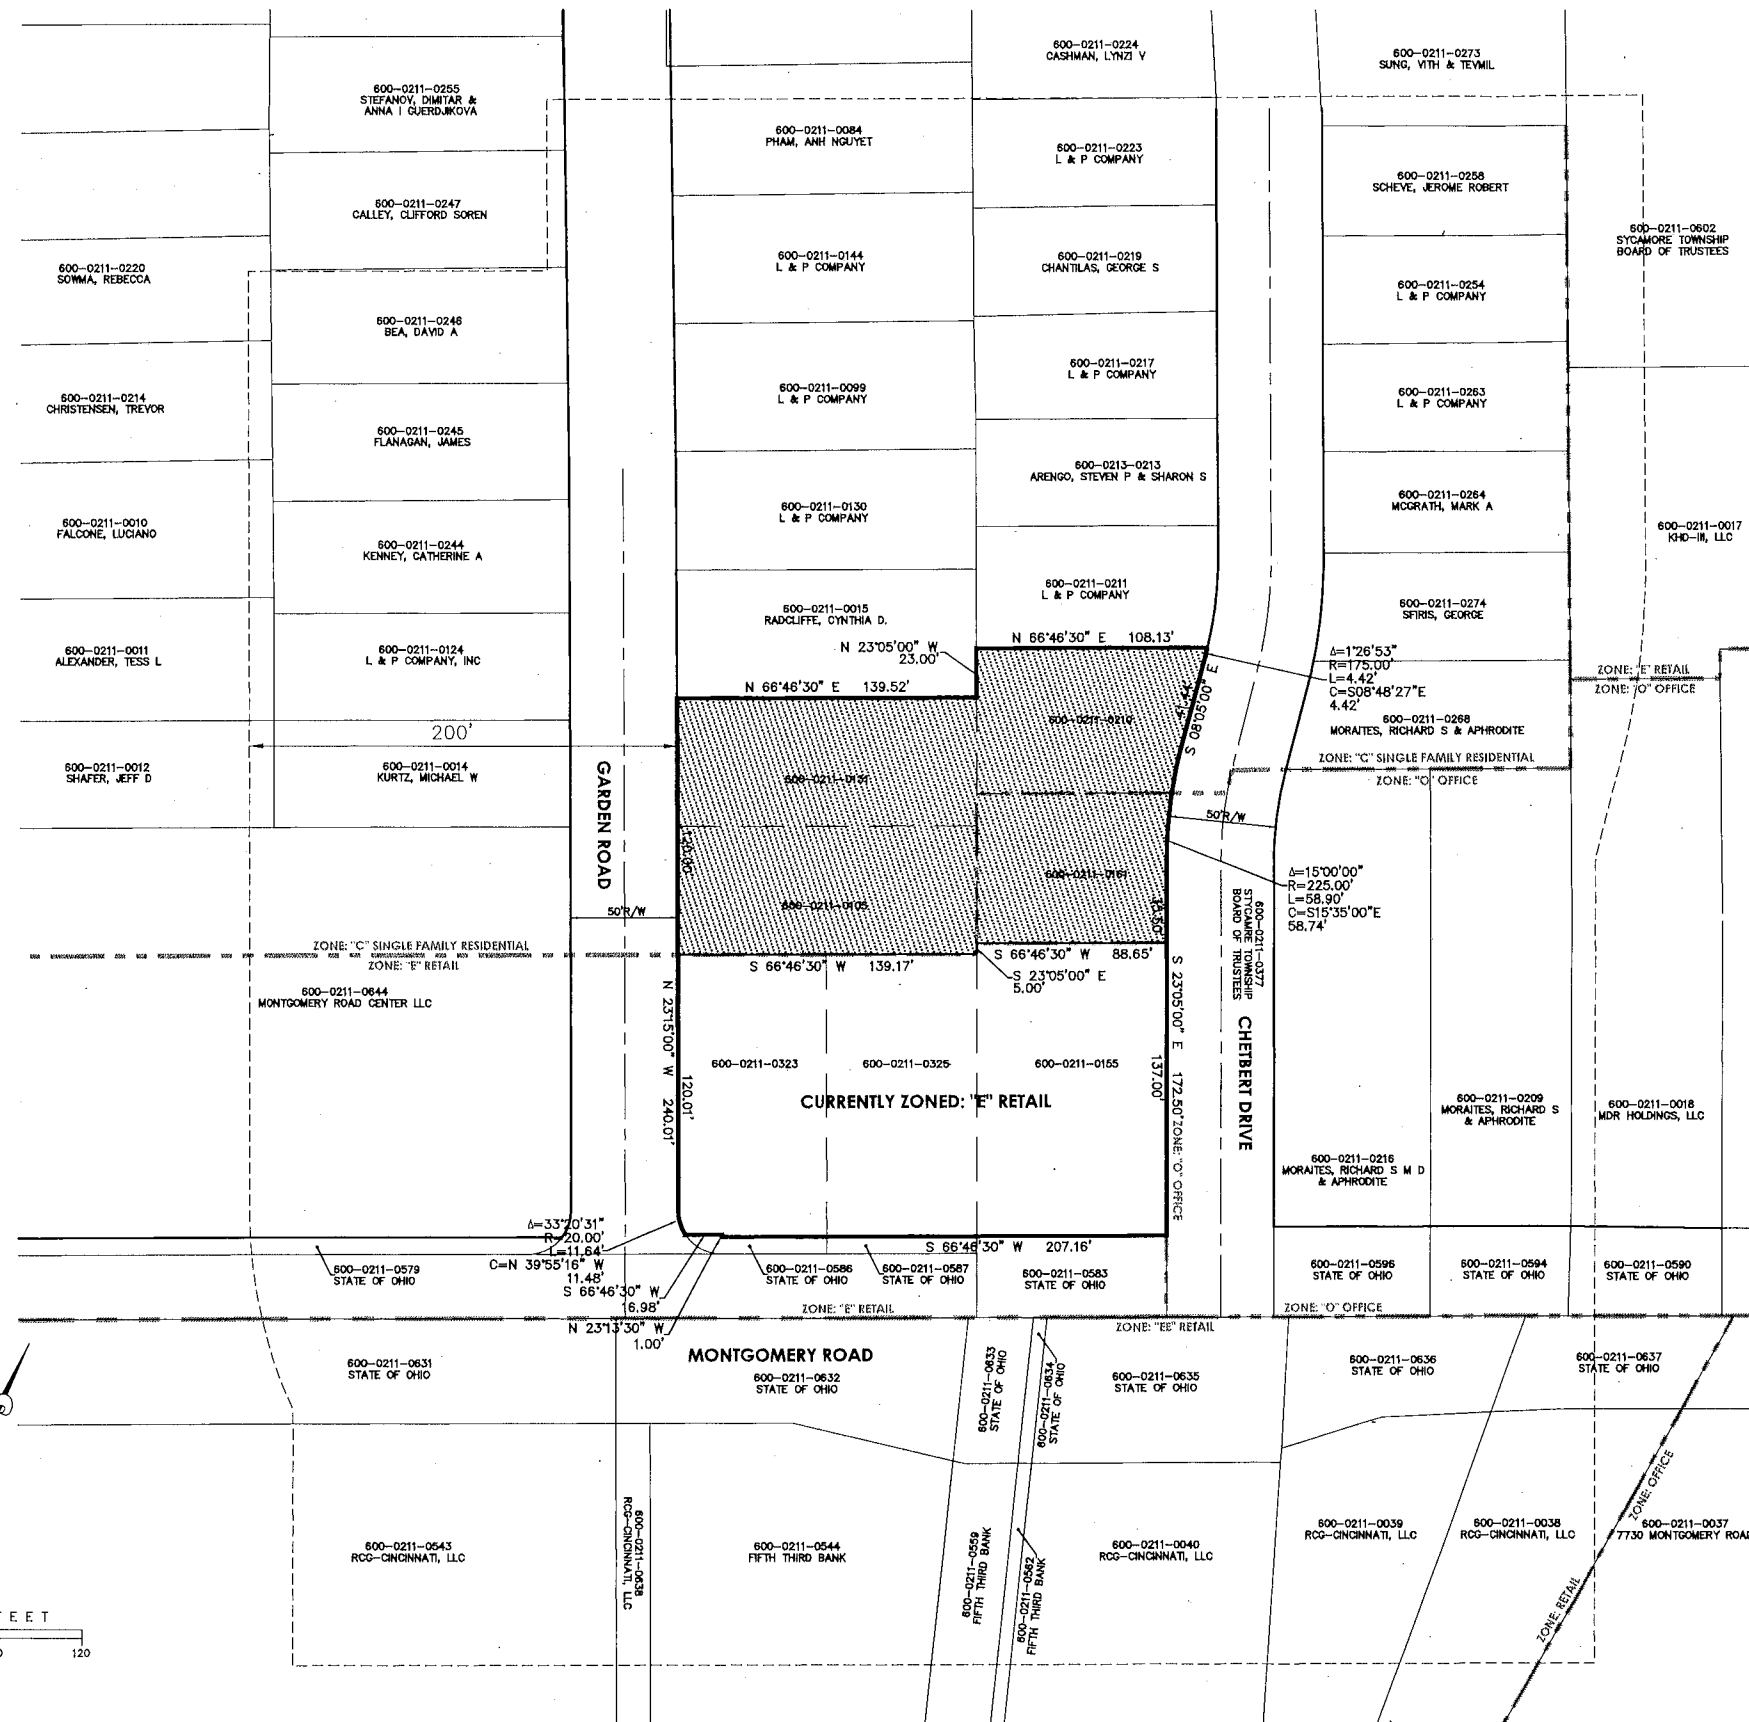 600-0211-0224
CASHMAN, LYNZI V
600-0211-0273
SUNG, VITH & TEVMIL
600-0211-0255
STEFANOV, DIMITAR &
ANNA I GUERDJIKOVA
600-0211-0084
PHAM, ANH NGUYET
600-0211-0223
L & P COMPANY
600-0211-0258
SCHEVE, JEROME ROBERT
600-0211-0247
CALLEY, CLIFFORD SOREN
600-0211-0602
SYCAMORE TOWNSHIP
BOARD OF TRUSTEES
600-0211-0220
SOWMA, REBECCA
600-0211-0144
L & P COMPANY
600-0211-0219
CHANTILAS, GEORGE S
600-0211-0254
L & P COMPANY
600-0211-0246
BEA, DAVID A
600-0211-0217
L & P COMPANY
600-0211-0214
CHRISTENSEN, TREVOR
600-0211-0099
L & P COMPANY
600-0211-0263
L & P COMPANY
600-0211-0245
FLANAGAN, JAMES
600-0213-0213
ARENGO, STEVEN P & SHARON S
600-0211-0264
MCGRATH, MARK A
600-0211-0010
FALCONE, LUCIANO
600-0211-0130
L & P COMPANY
600-0211-0017
KHD-III, LLC
600-0211-0244
KENNEY, CATHERINE A
600-0211-0211
L & P COMPANY
600-0211-0274
SFIRIS, GEORGE
600-0211-0015
RADCLIFFE, CYNTHIA D.
N 23°05'00" W
23.00'
N 66°46'30" E 108.13'
600-0211-0011
ALEXANDER, TESS L
600-0211-0124
L & P COMPANY, INC
Δ=1°26'53"
R=175.00'
L=4.42'
C=S08°48'27"E
4.42'
ZONE: "E" RETAIL
ZONE: "O" OFFICE
N 66°46'30" E 139.52'
41.44'
S 08°05'00" E
600-0211-0210
600-0211-0268
MORAITES, RICHARD S & APHRODITE
200'
600-0211-0012
SHAFER, JEFF D
600-0211-0014
KURTZ, MICHAEL W
GARDEN ROAD
600-0211-0131
ZONE: "C" SINGLE FAMILY RESIDENTIAL
ZONE: "O" OFFICE
50'R/W
120.00'
600-0211-0161
600-0211-0105
Δ=15°00'00"
R=225.00'
L=58.90'
C=S15°35'00"E
58.74'
50'R/W
600-0211-0377
STYCAMRE TOWNSHIP
BOARD OF TRUSTEES
ZONE: "C" SINGLE FAMILY RESIDENTIAL
ZONE: "E" RETAIL
S 66°46'30" W 139.17'
S 66°46'30" W 88.65'
S 23°05'00" E
5.00'
600-0211-0644
MONTGOMERY ROAD CENTER LLC
N 23°15'00" W 240.01'
120.01'
S 23°05'00" E 172.50'
137.00'
ZONE: "O" OFFICE
CHETBERT DRIVE
600-0211-0323
600-0211-0325
600-0211-0155
CURRENTLY ZONED: "E" RETAIL
600-0211-0209
MORAITES, RICHARD S
& APHRODITE
600-0211-0018
MDR HOLDINGS, LLC
600-0211-0216
MORAITES, RICHARD S M D
& APHRODITE
Δ=33°20'31"
R=20.00'
L=11.64'
C=N 39°55'16" W
11.48'
S 66°46'30" W
16.98'
N 23°13'30" W
1.00'
S 66°46'30" W 207.16'
600-0211-0579
STATE OF OHIO
600-0211-0586
STATE OF OHIO
600-0211-0587
STATE OF OHIO
600-0211-0583
STATE OF OHIO
600-0211-0596
STATE OF OHIO
600-0211-0594
STATE OF OHIO
600-0211-0590
STATE OF OHIO
ZONE: "E" RETAIL
ZONE: "O" OFFICE
ZONE: "EE" RETAIL
MONTGOMERY ROAD
600-0211-0631
STATE OF OHIO
600-0211-0632
STATE OF OHIO
600-0211-0633
STATE OF OHIO
600-0211-0634
STATE OF OHIO
600-0211-0635
STATE OF OHIO
600-0211-0636
STATE OF OHIO
600-0211-0637
STATE OF OHIO
ZONE: OFFICE
ZONE: RETAIL
600-0211-0543
RCG-CINCINNATI, LLC
600-0211-0638
RCG-CINCINNATI, LLC
600-0211-0544
FIFTH THIRD BANK
600-0211-0559
FIFTH THIRD BANK
600-0211-0562
FIFTH THIRD BANK
600-0211-0040
RCG-CINCINNATI, LLC
600-0211-0039
RCG-CINCINNATI, LLC
600-0211-0038
RCG-CINCINNATI, LLC
600-0211-0037
7730 MONTGOMERY ROAD
EET
120